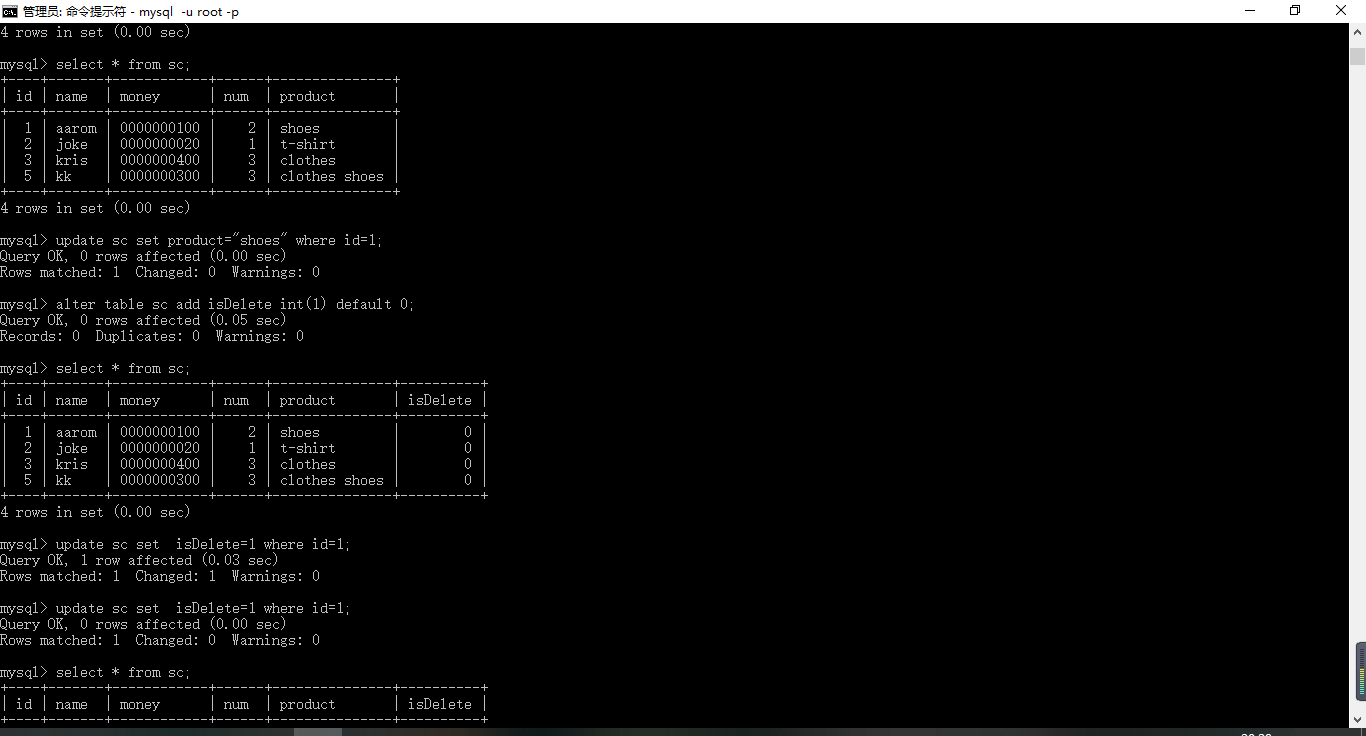 管理员: 命令提示符 - mysql  -u root -p
4 rows in set (0.00 sec)
mysql> select * from sc;
+----+-------+------------+------+---------------+
| id | name  | money      | num  | product       |
+----+-------+------------+------+---------------+
|  1 | aarom | 0000000100 |    2 | shoes         |
|  2 | joke  | 0000000020 |    1 | t-shirt       |
|  3 | kris  | 0000000400 |    3 | clothes       |
|  5 | kk    | 0000000300 |    3 | clothes shoes |
+----+-------+------------+------+---------------+
4 rows in set (0.00 sec)
mysql> update sc set product="shoes" where id=1;
Query OK, 0 rows affected (0.00 sec)
Rows matched: 1  Changed: 0  Warnings: 0
mysql> alter table sc add isDelete int(1) default 0;
Query OK, 0 rows affected (0.05 sec)
Records: 0  Duplicates: 0  Warnings: 0
mysql> select * from sc;
+----+-------+------------+------+---------------+----------+
| id | name  | money      | num  | product       | isDelete |
+----+-------+------------+------+---------------+----------+
|  1 | aarom | 0000000100 |    2 | shoes         |        0 |
|  2 | joke  | 0000000020 |    1 | t-shirt       |        0 |
|  3 | kris  | 0000000400 |    3 | clothes       |        0 |
|  5 | kk    | 0000000300 |    3 | clothes shoes |        0 |
+----+-------+------------+------+---------------+----------+
4 rows in set (0.00 sec)
mysql> update sc set  isDelete=1 where id=1;
Query OK, 1 row affected (0.03 sec)
Rows matched: 1  Changed: 1  Warnings: 0
mysql> update sc set  isDelete=1 where id=1;
Query OK, 0 rows affected (0.00 sec)
Rows matched: 1  Changed: 0  Warnings: 0
mysql> select * from sc;
+----+-------+------------+------+---------------+----------+
| id | name  | money      | num  | product       | isDelete |
+----+-------+------------+------+---------------+----------+